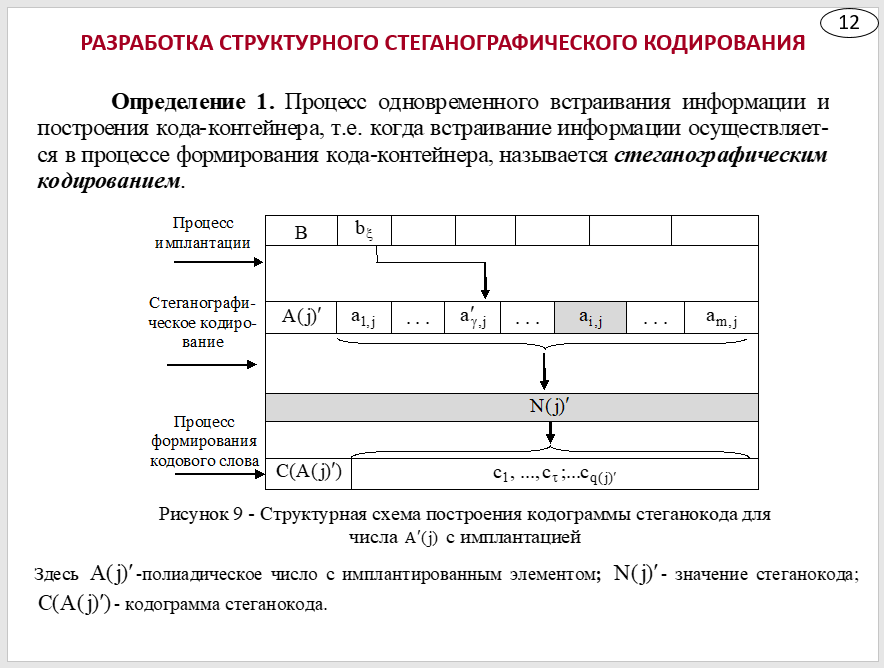 12
РАЗРАБОТКА СТРУКТУРНОГО СТЕГАНОГРАФИЧЕСКОГО КОДИРОВАНИЯ
Определение 1. Процесс одновременного встраивания информации и
построения кода-контейнера, т.е. когда встраивание информации осуществляет-
ся в процессе формирования кода-контейнера, называется стеганографическим
кодированием.
Процесс
имплантации
B bξ
Стеганографи-
ческое кодиро-
вание
A(j)′ a1,j ... a′γ,j ... ai,j ... am,j
N(j)′
Процесс
формирования
кодового слова
C(A(j)′) c1, ...,cτ;...cq(j)′
Рисунок 9 - Структурная схема построения кодограммы стеганокода для
числа A′(j) с имплантацией
Здесь A(j)′-полиадическое число с имплантированным элементом; N(j)′- значение стеганокода;
C(A(j)′)- кодограмма стеганокода.